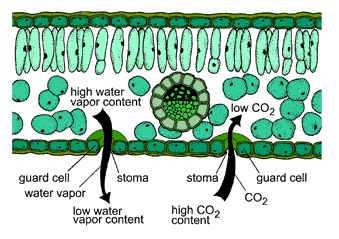 high water
vapor content
low CO₂
guard cell
stoma
water vapor
low water
vapor content
stoma
guard cell
high CO₂
content
CO₂